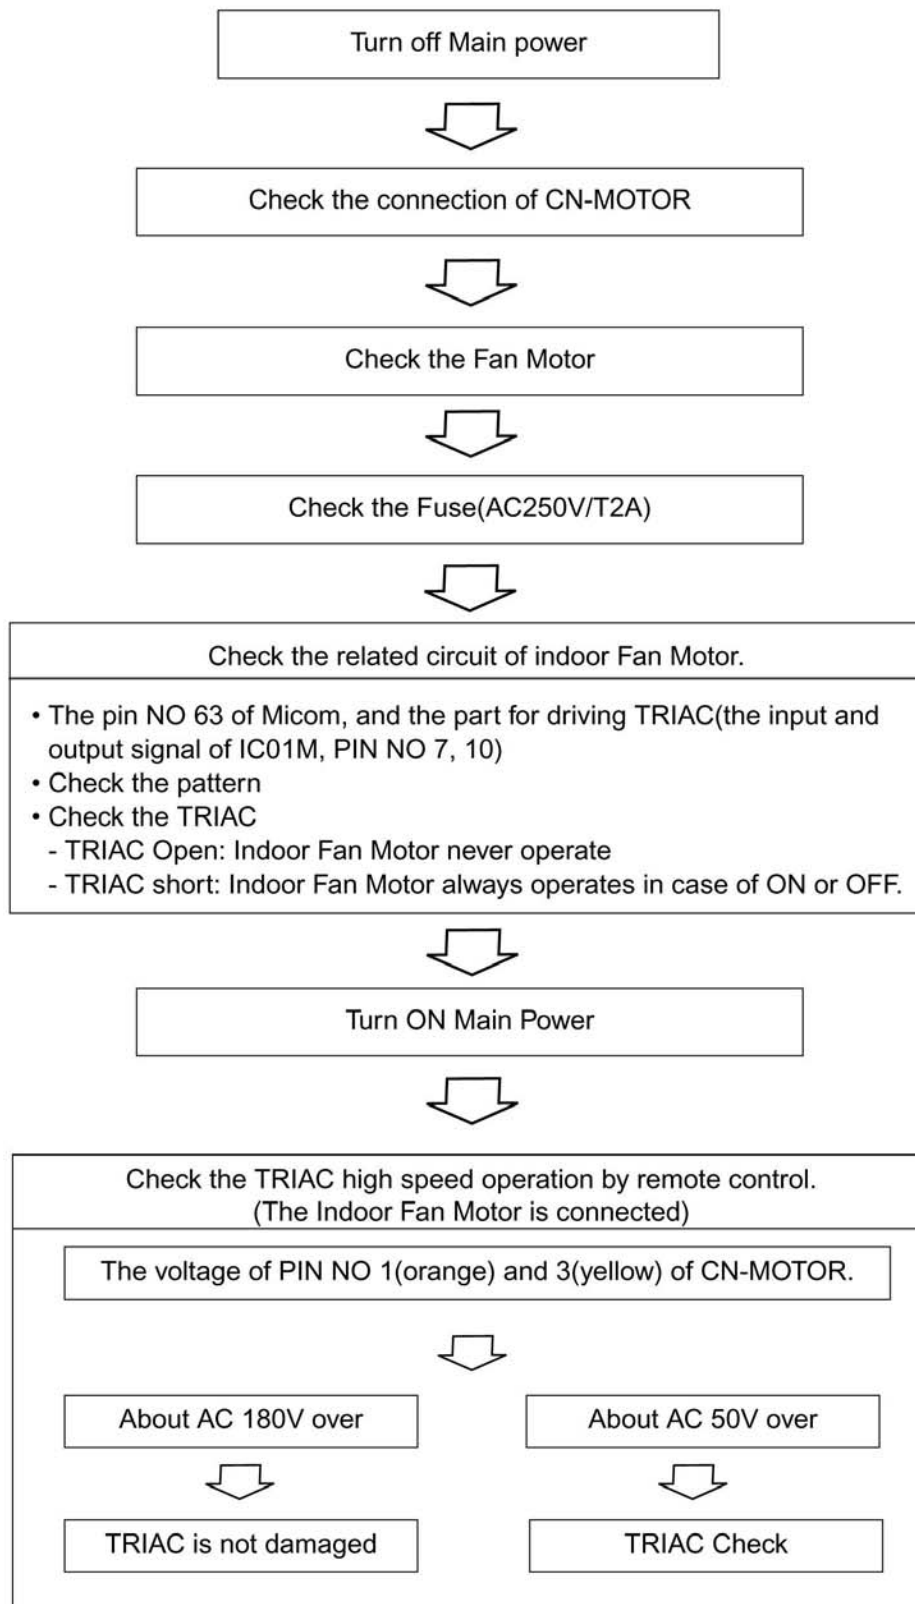 Turn off Main power
Check the connection of CN-MOTOR
Check the Fan Motor
Check the Fuse(AC250V/T2A)
Check the related circuit of indoor Fan Motor.
• The pin NO 63 of Micom, and the part for driving TRIAC(the input and
output signal of IC01M, PIN NO 7, 10)
• Check the pattern
• Check the TRIAC
- TRIAC Open: Indoor Fan Motor never operate
- TRIAC short: Indoor Fan Motor always operates in case of ON or OFF.
Turn ON Main Power
Check the TRIAC high speed operation by remote control.
(The Indoor Fan Motor is connected)
The voltage of PIN NO 1(orange) and 3(yellow) of CN-MOTOR.
About AC 180V over
About AC 50V over
TRIAC is not damaged
TRIAC Check